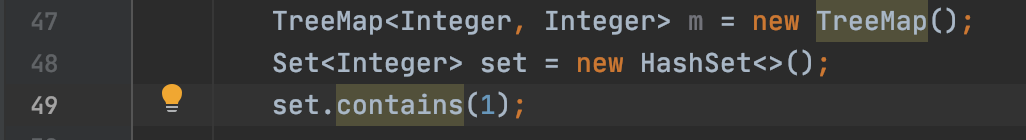 47 TreeMap<Integer, Integer> m = new TreeMap();
48 Set<Integer> set = new HashSet<>();
49 set.contains(1);